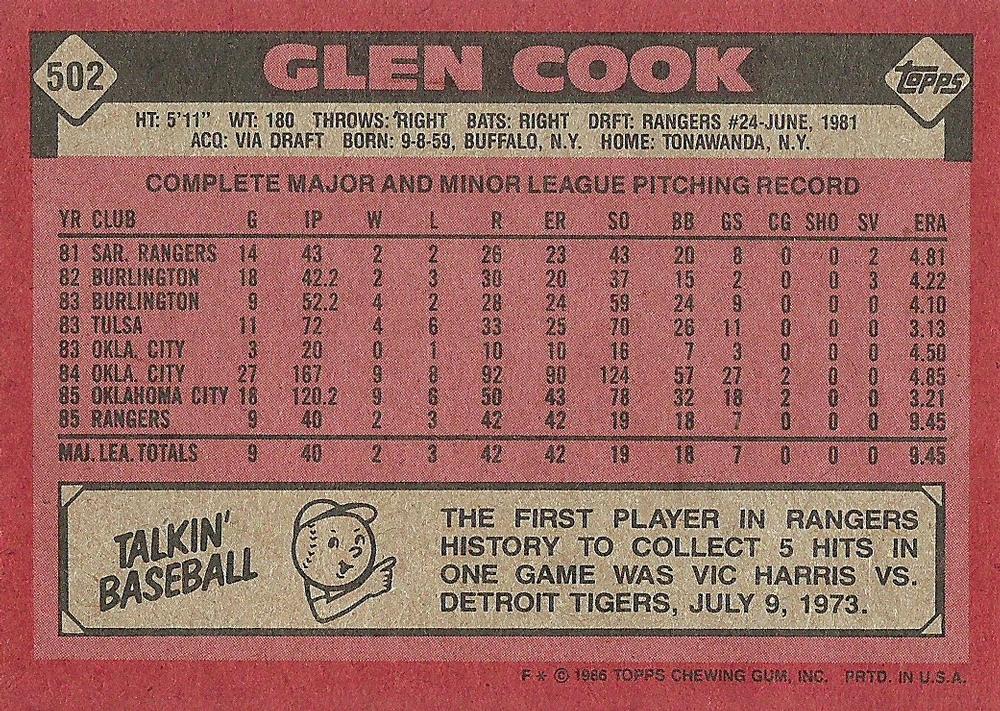 502 GLEN COOK TOPPS
HT: 5'11" WT: 180 THROWS: RIGHT BATS: RIGHT DRFT: RANGERS #24-JUNE, 1981
ACQ: VIA DRAFT BORN: 9-8-59, BUFFALO, N.Y. HOME: TONAWANDA, N.Y.
COMPLETE MAJOR AND MINOR LEAGUE PITCHING RECORD
YR CLUB G IP W L R ER SO BB GS CG SHO SV ERA
81 SAR. RANGERS 14 43 2 2 26 23 43 20 8 0 0 2 4.81
82 BURLINGTON 18 42.2 2 3 30 20 37 15 2 0 0 3 4.22
83 BURLINGTON 9 52.2 4 2 28 24 59 24 9 0 0 0 4.10
83 TULSA 11 72 4 6 33 25 70 26 11 0 0 0 3.13
83 OKLA. CITY 3 20 0 1 10 10 16 7 3 0 0 0 4.50
84 OKLA. CITY 27 167 9 8 92 90 124 57 27 2 0 0 4.85
85 OKLAHOMA CITY 18 120.2 9 6 50 43 78 32 18 2 0 0 3.21
85 RANGERS 9 40 2 3 42 42 19 18 7 0 0 0 9.45
MAJ. LEA. TOTALS 9 40 2 3 42 42 19 18 7 0 0 0 9.45
TALKIN'
BASEBALL
THE FIRST PLAYER IN RANGERS
HISTORY TO COLLECT 5 HITS IN
ONE GAME WAS VIC HARRIS VS.
DETROIT TIGERS, JULY 9, 1973.
F * © 1986 TOPPS CHEWING GUM, INC. PRTD. IN U.S.A.